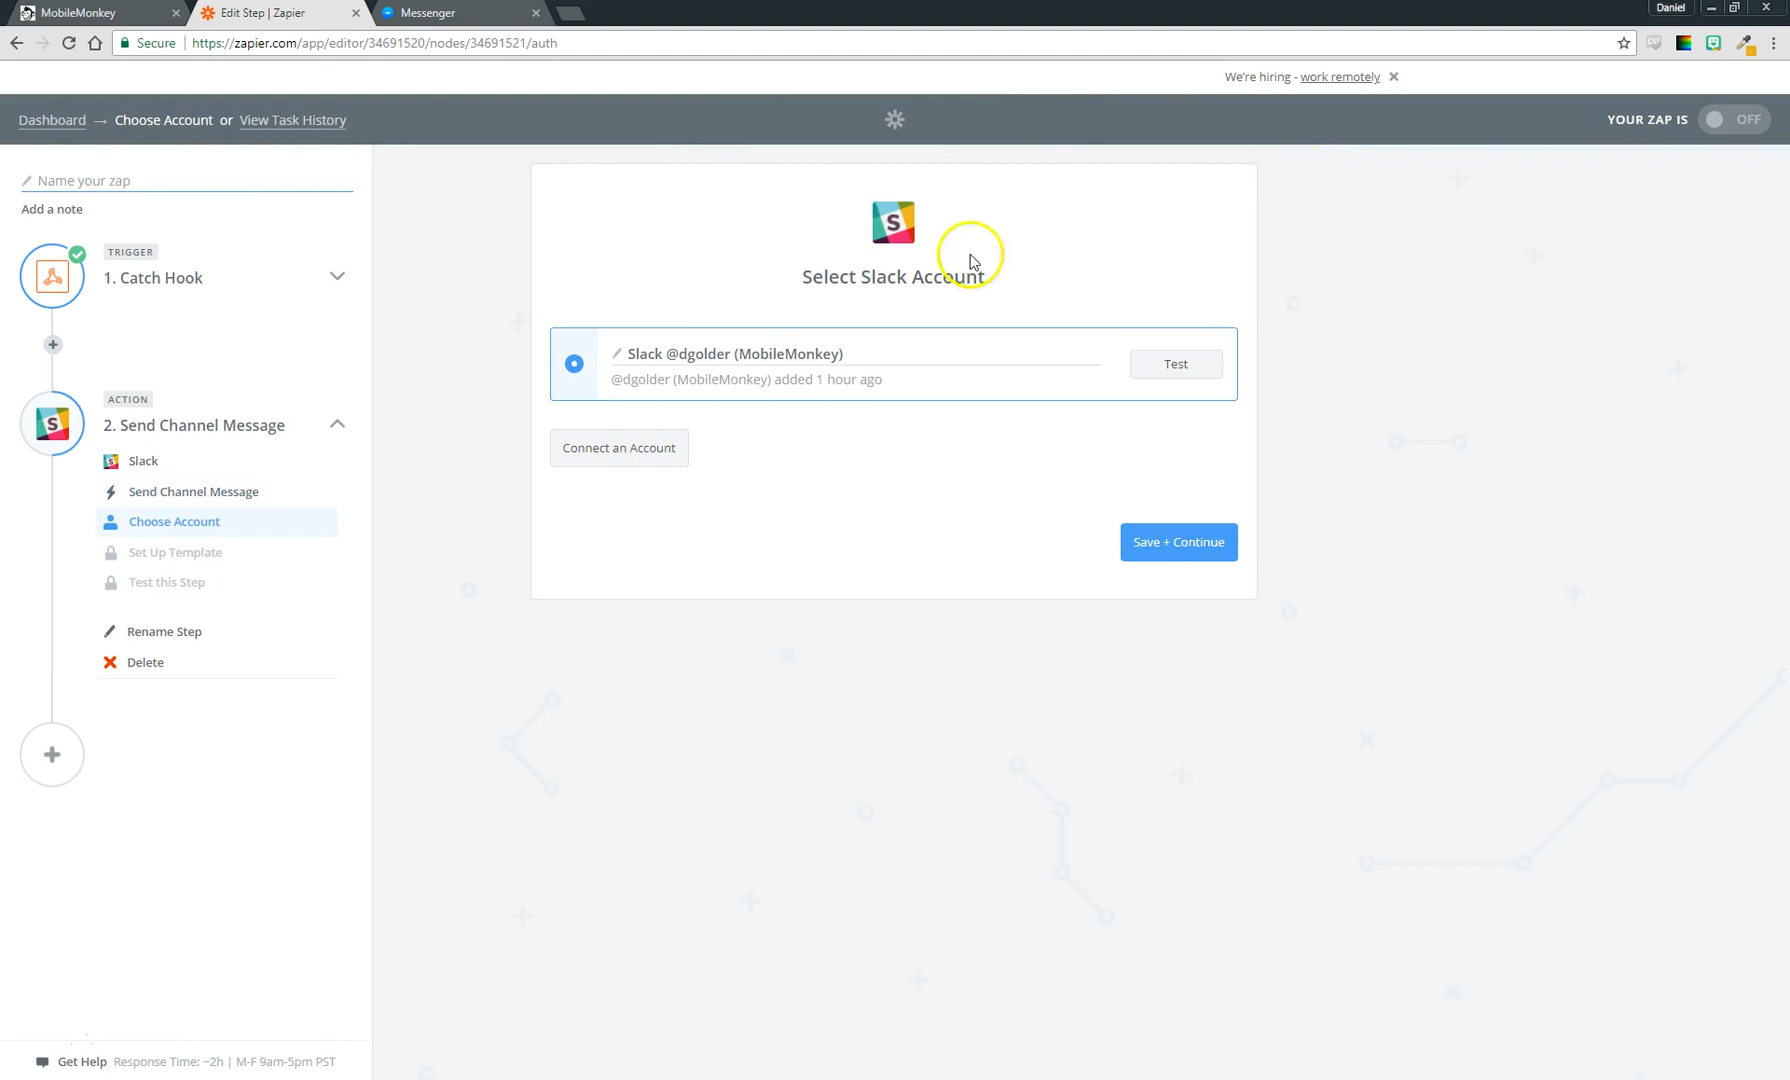 MobileMonkey
Edit Step | Zapier
Messenger
Daniel
Secure
https://zapier.com/app/editor/34691520/nodes/34691521/auth
We're hiring - work remotely
Dashboard → Choose Account or View Task History
YOUR ZAP IS OFF
Name your zap
Add a note
TRIGGER
1. Catch Hook
ACTION
2. Send Channel Message
Slack
Send Channel Message
Choose Account
Set Up Template
Test this Step
Rename Step
Delete
S
Select Slack Account
Slack @dgolder (MobileMonkey)
@dgolder (MobileMonkey) added 1 hour ago
Test
Connect an Account
Save + Continue
Get Help Response Time: ~2h | M-F 9am-5pm PST